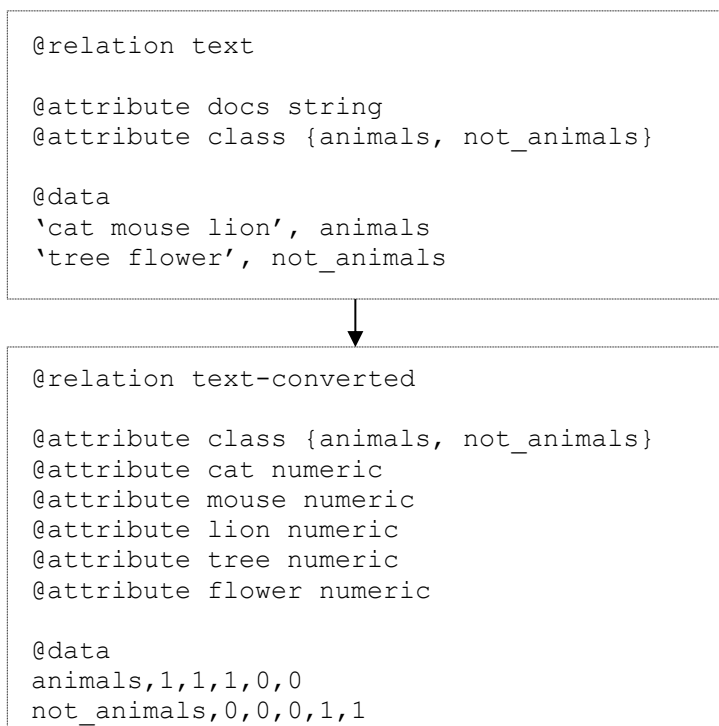 @relation text
@attribute docs string
@attribute class {animals, not_animals}
@data
‘cat mouse lion’, animals
‘tree flower’, not_animals
@relation text-converted
@attribute class {animals, not_animals}
@attribute cat numeric
@attribute mouse numeric
@attribute lion numeric
@attribute tree numeric
@attribute flower numeric
@data
animals,1,1,1,0,0
not_animals,0,0,0,1,1